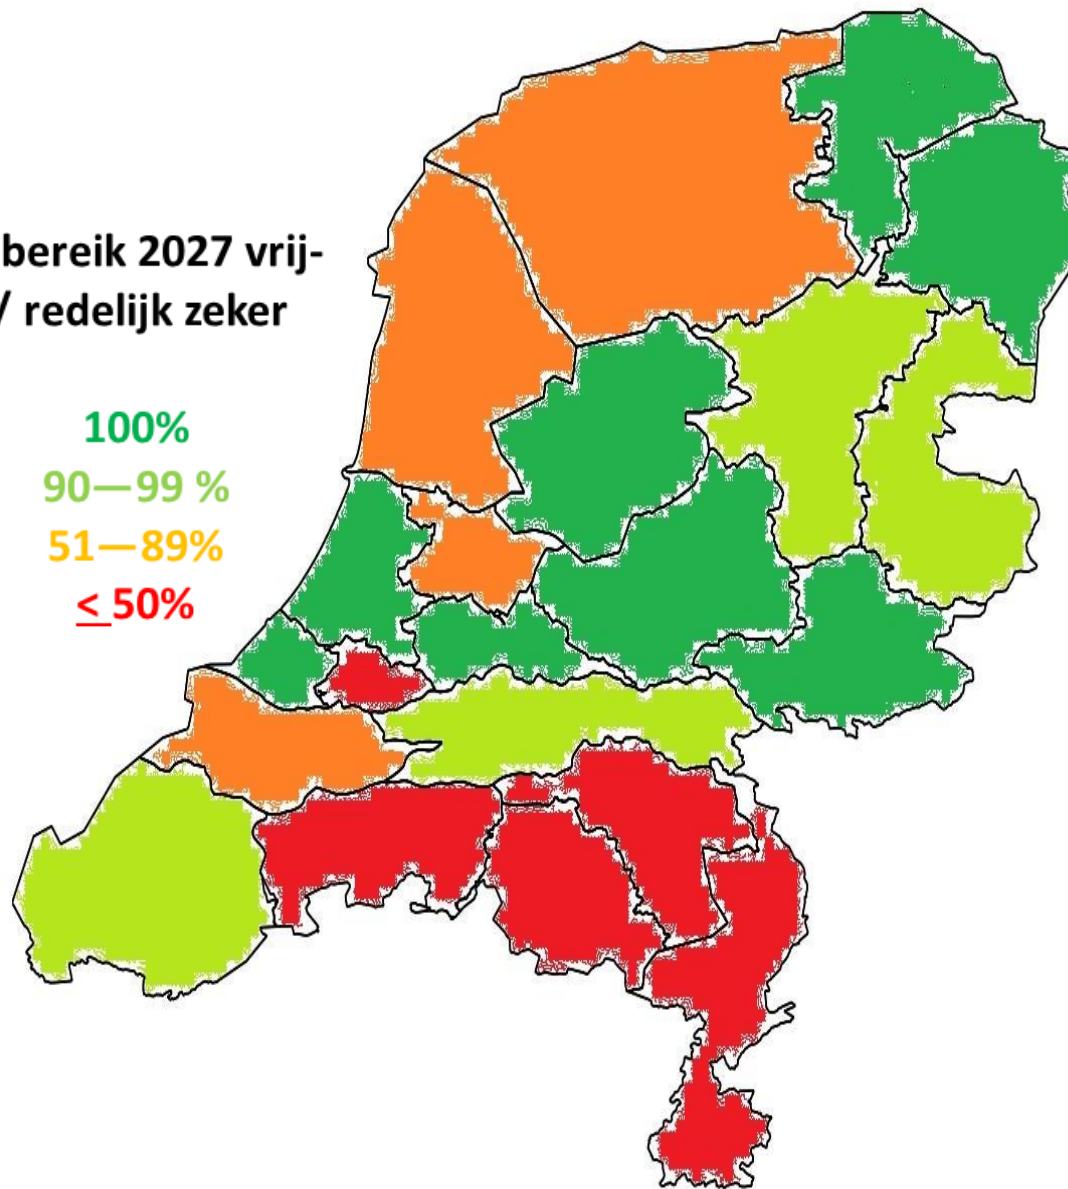 bereik 2027 vrij-
/ redelijk zeker
100%
90—99 %
51—89%
< 50%